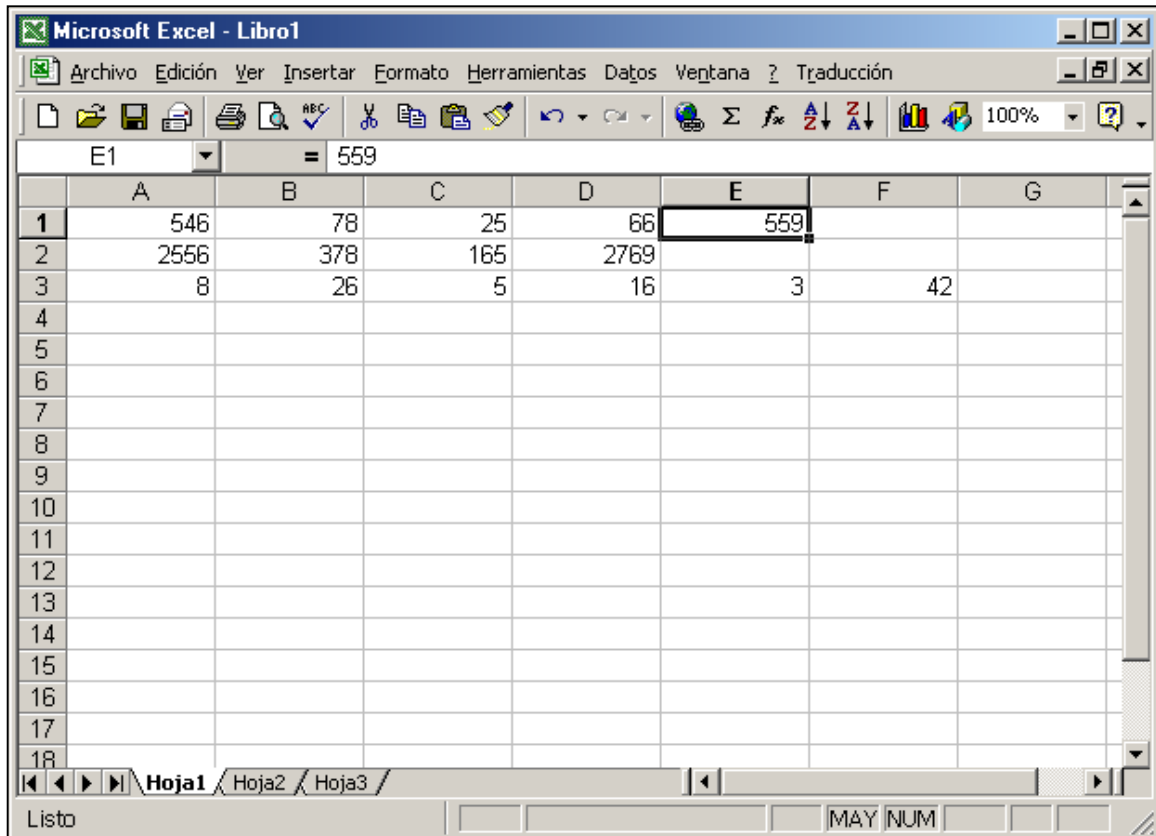 Microsoft Excel - Libro1
Archivo Edición Ver Insertar Formato Herramientas Datos Ventana ? Traducción
ABC Σ fx A Z Z A 100% ?
E1 = 559
A B C D E F G
1 546 78 25 66 559
2 2556 378 165 2769
3 8 26 5 16 3 42
4
5
6
7
8
9
10
11
12
13
14
15
16
17
18
Hoja1 Hoja2 Hoja3
Listo MAY NUM